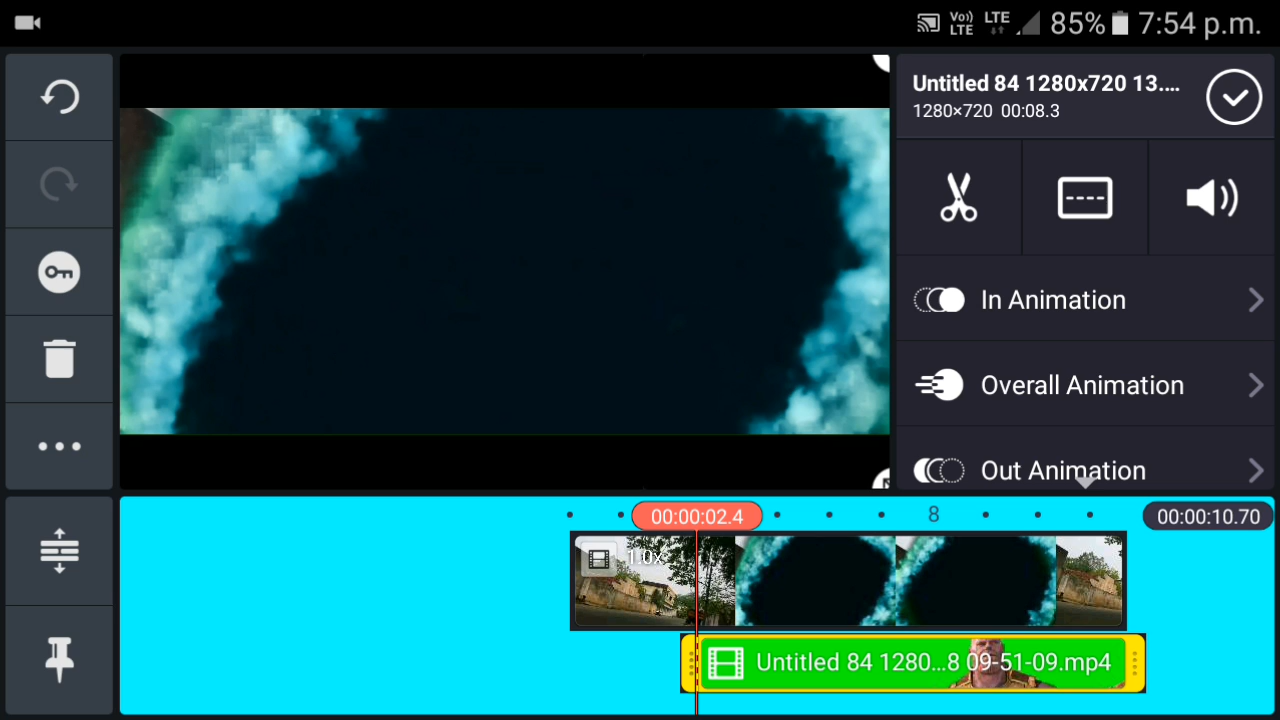 Vo)) LTE LTE 85% 7:54 p.m.
Untitled 84 1280x720 13....
1280×720 00:08.3
In Animation
Overall Animation
Out Animation
00:00:02.4 8 00:00:10.70
1.0x
Untitled 84 1280...8 09-51-09.mp4